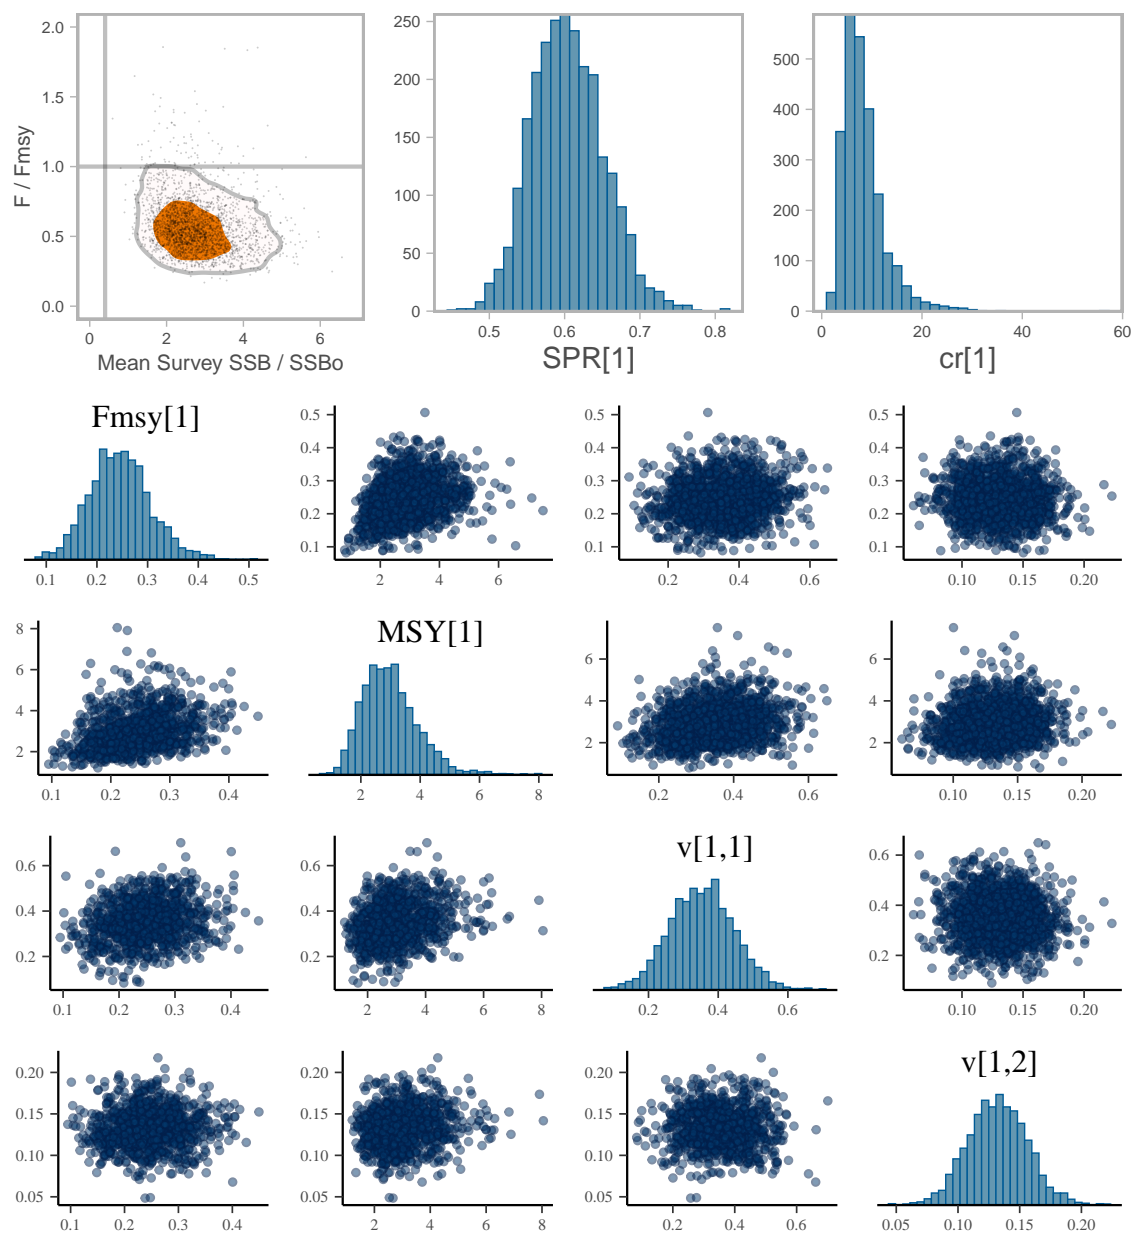 2.0
1.5
1.0
0.5
0.0
F / Fmsy
0 2 4 6
Mean Survey SSB / SSBo
250
200
150
100
50
0
0.5 0.6 0.7 0.8
SPR[1]
500
400
300
200
100
0
0 20 40 60
cr[1]
Fmsy[1]
0.1 0.2 0.3 0.4 0.5
0.5
0.4
0.3
0.2
0.1
2 4 6
0.5
0.4
0.3
0.2
0.1
0.2 0.4 0.6
0.5
0.4
0.3
0.2
0.1
0.10 0.15 0.20
8
6
4
2
0.1 0.2 0.3 0.4
MSY[1]
2 4 6 8
6
4
2
0.2 0.4 0.6
6
4
2
0.10 0.15 0.20
0.6
0.4
0.2
0.1 0.2 0.3 0.4
0.6
0.4
0.2
2 4 6 8
v[1,1]
0.2 0.4 0.6
0.6
0.4
0.2
0.10 0.15 0.20
0.20
0.15
0.10
0.05
0.1 0.2 0.3 0.4
0.20
0.15
0.10
0.05
2 4 6 8
0.20
0.15
0.10
0.05
0.2 0.4 0.6
v[1,2]
0.05 0.10 0.15 0.20